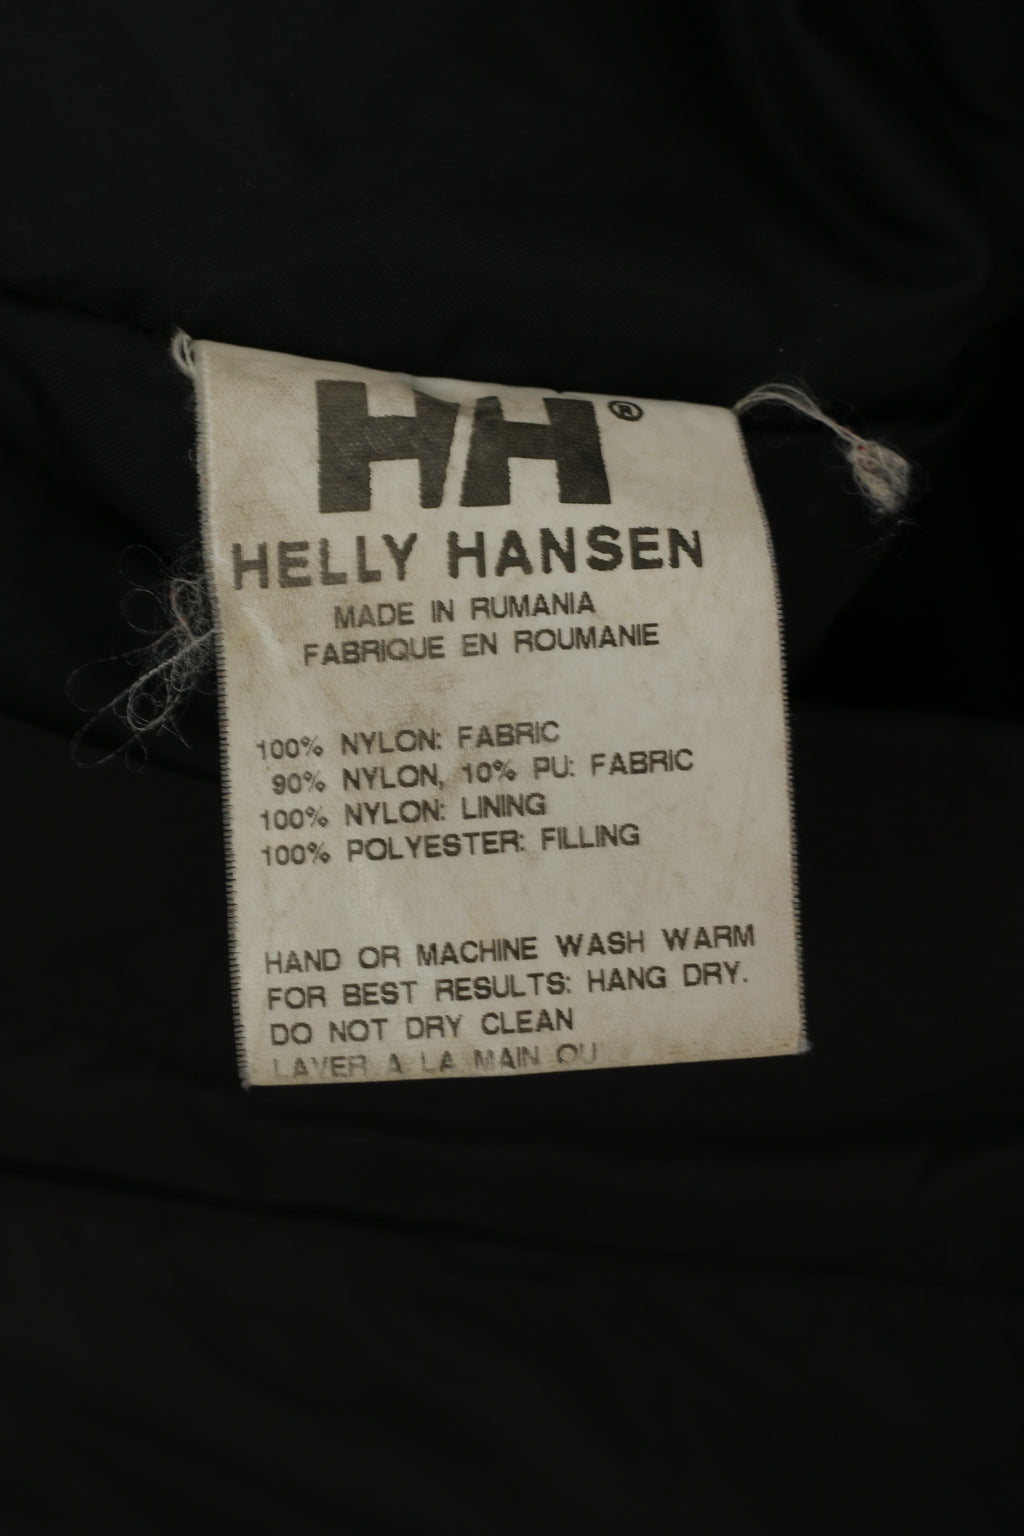 HH®
HELLY HANSEN
MADE IN RUMANIA
FABRIQUE EN ROUMANIE
100% NYLON: FABRIC
90% NYLON, 10% PU: FABRIC
100% NYLON: LINING
100% POLYESTER: FILLING
HAND OR MACHINE WASH WARM
FOR BEST RESULTS: HANG DRY.
DO NOT DRY CLEAN
LAVER A LA MAIN OU